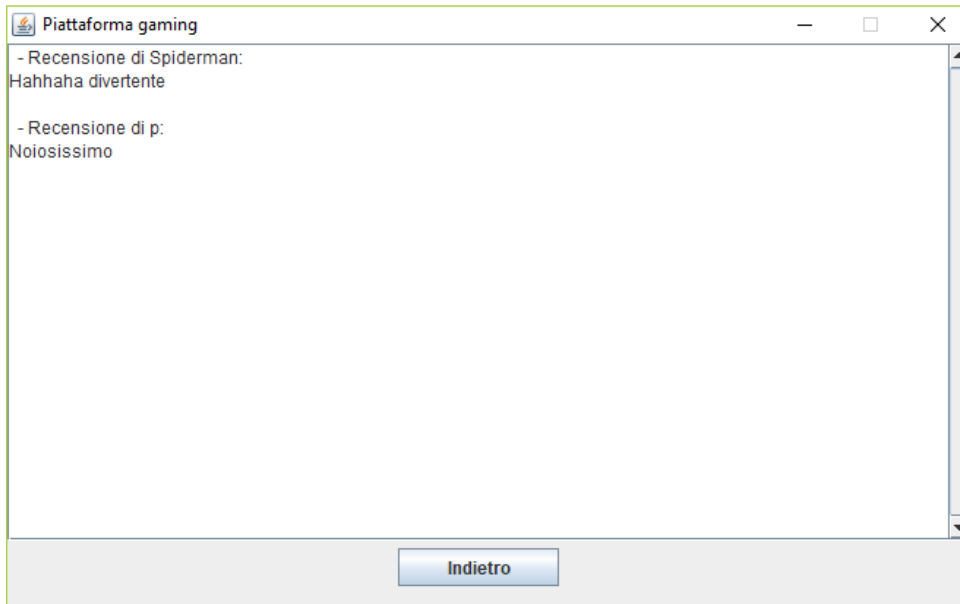 Piattaforma gaming
- Recensione di Spiderman:
Hahhaha divertente
- Recensione di p:
Noiosissimo
Indietro